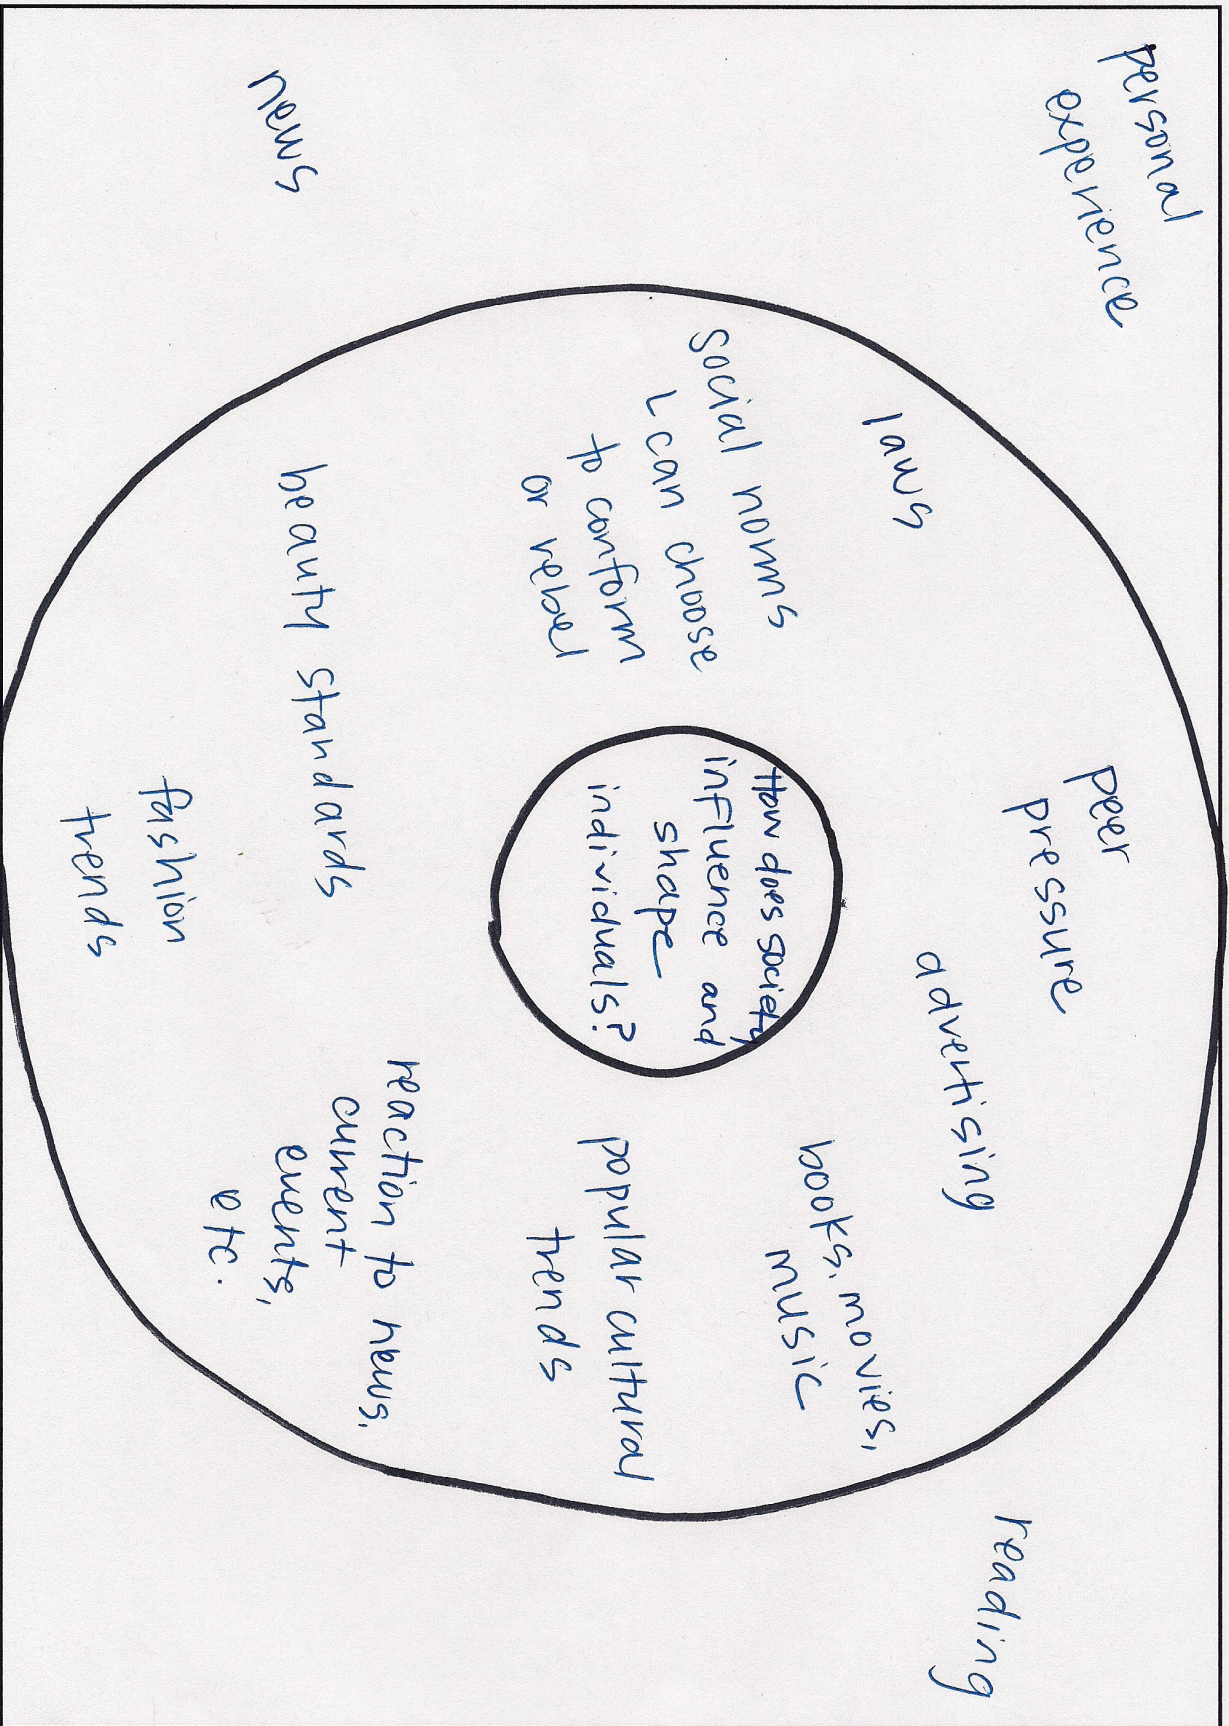 personal
experience
peer
pressure
reading
laws
advertising
social norms
└ can choose
to conform
or rebel
How does society
influence and
shape
individuals?
books, movies,
music
popular cultural
trends
beauty standards
reaction to news,
current
events,
etc.
fashion
trends
news